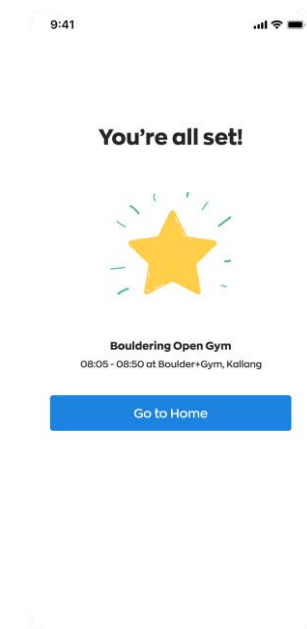 9:41
You're all set!
Bouldering Open Gym
08:05 - 08:50 at Boulder+Gym, Kallang
Go to Home